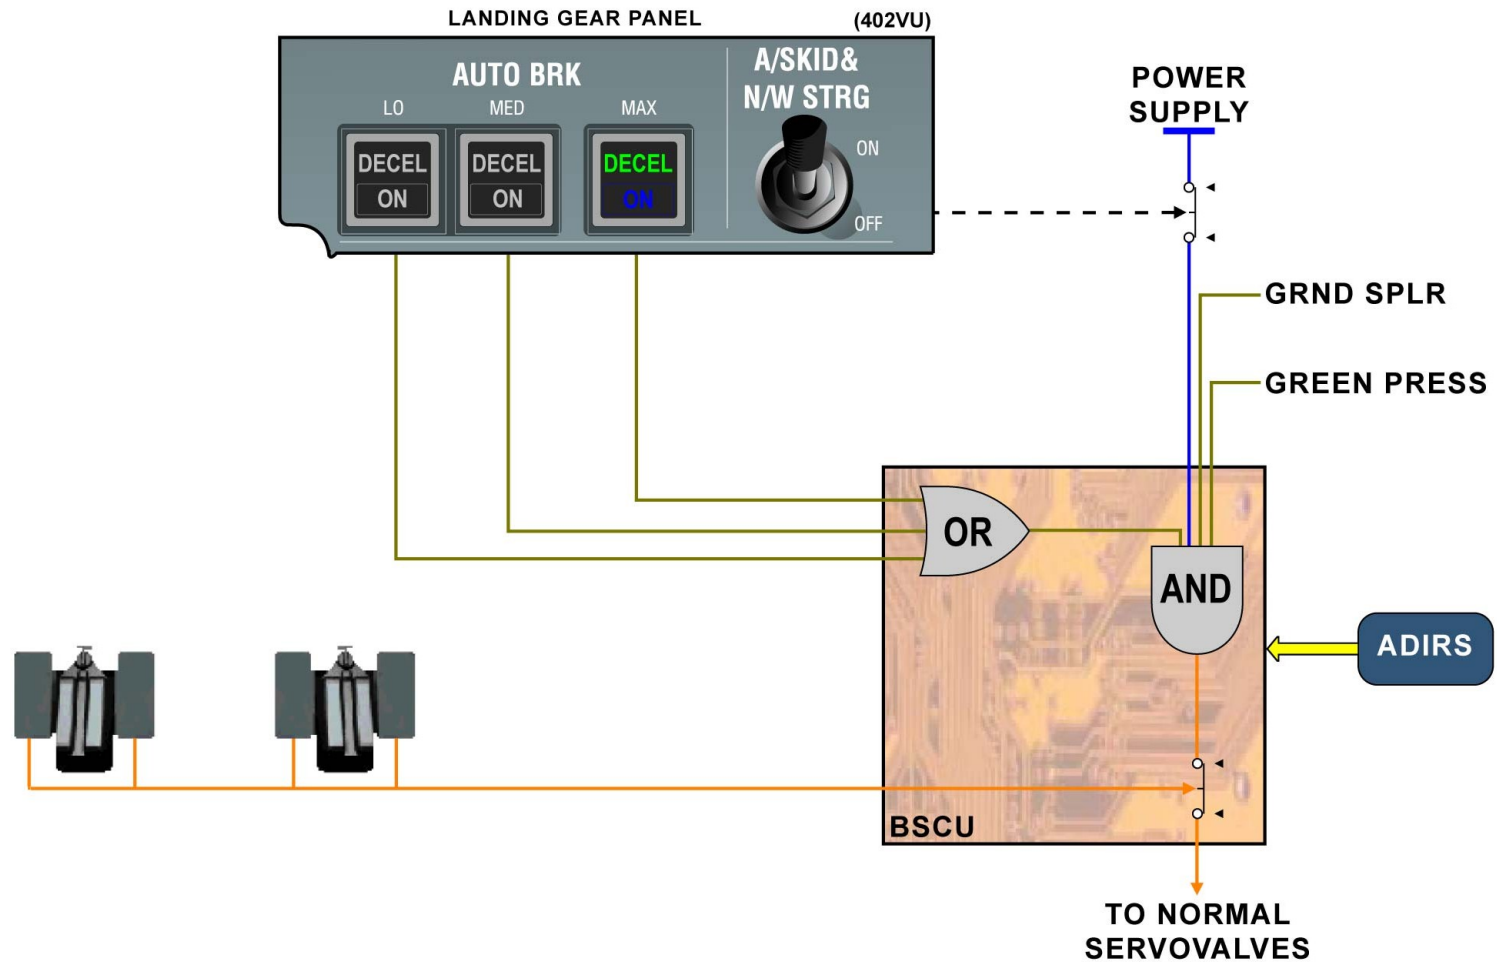 LANDING GEAR PANEL (402VU)
AUTO BRK
A/SKID&
N/W STRG
LO MED MAX
DECEL
ON
DECEL
ON
DECEL
ON
ON
OFF
POWER
SUPPLY
GRND SPLR
GREEN PRESS
OR
AND
ADIRS
BSCU
TO NORMAL
SERVOVALVES